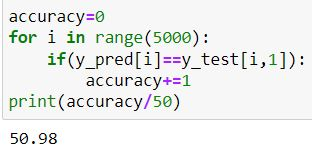 accuracy=0
for i in range(5000):
    if(y_pred[i]==y_test[i,1]):
        accuracy+=1
print(accuracy/50)
50.98